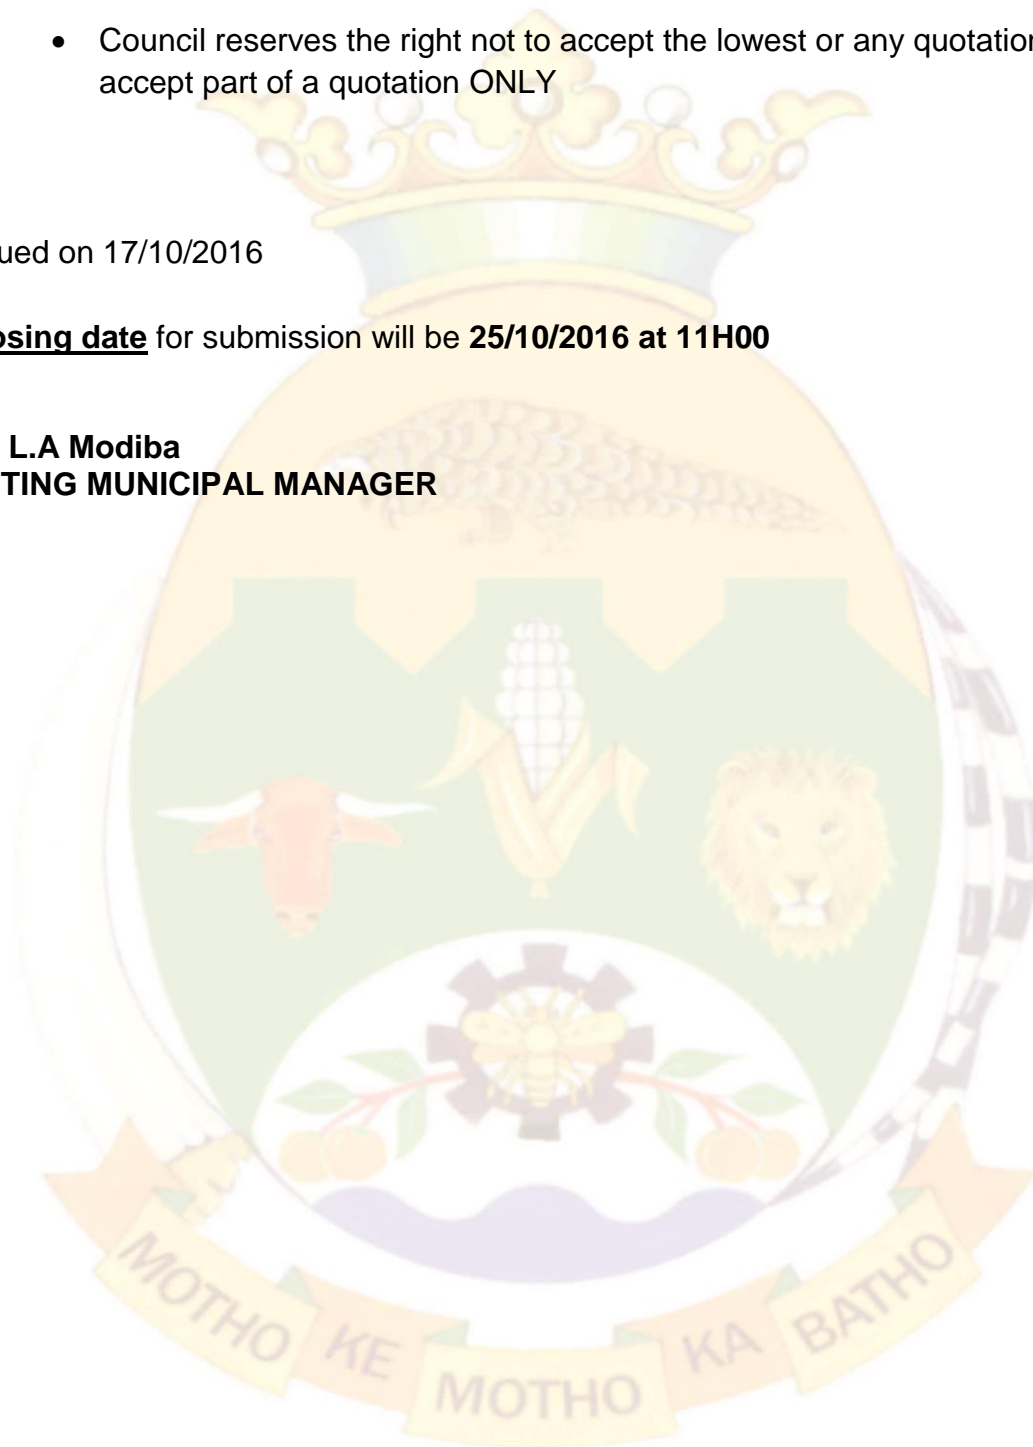 • Council reserves the right not to accept the lowest or any quotation
accept part of a quotation ONLY
ued on 17/10/2016
osing date for submission will be 25/10/2016 at 11H00
L.A Modiba
TING MUNICIPAL MANAGER
MOTHO KE MOTHO KA BATHO